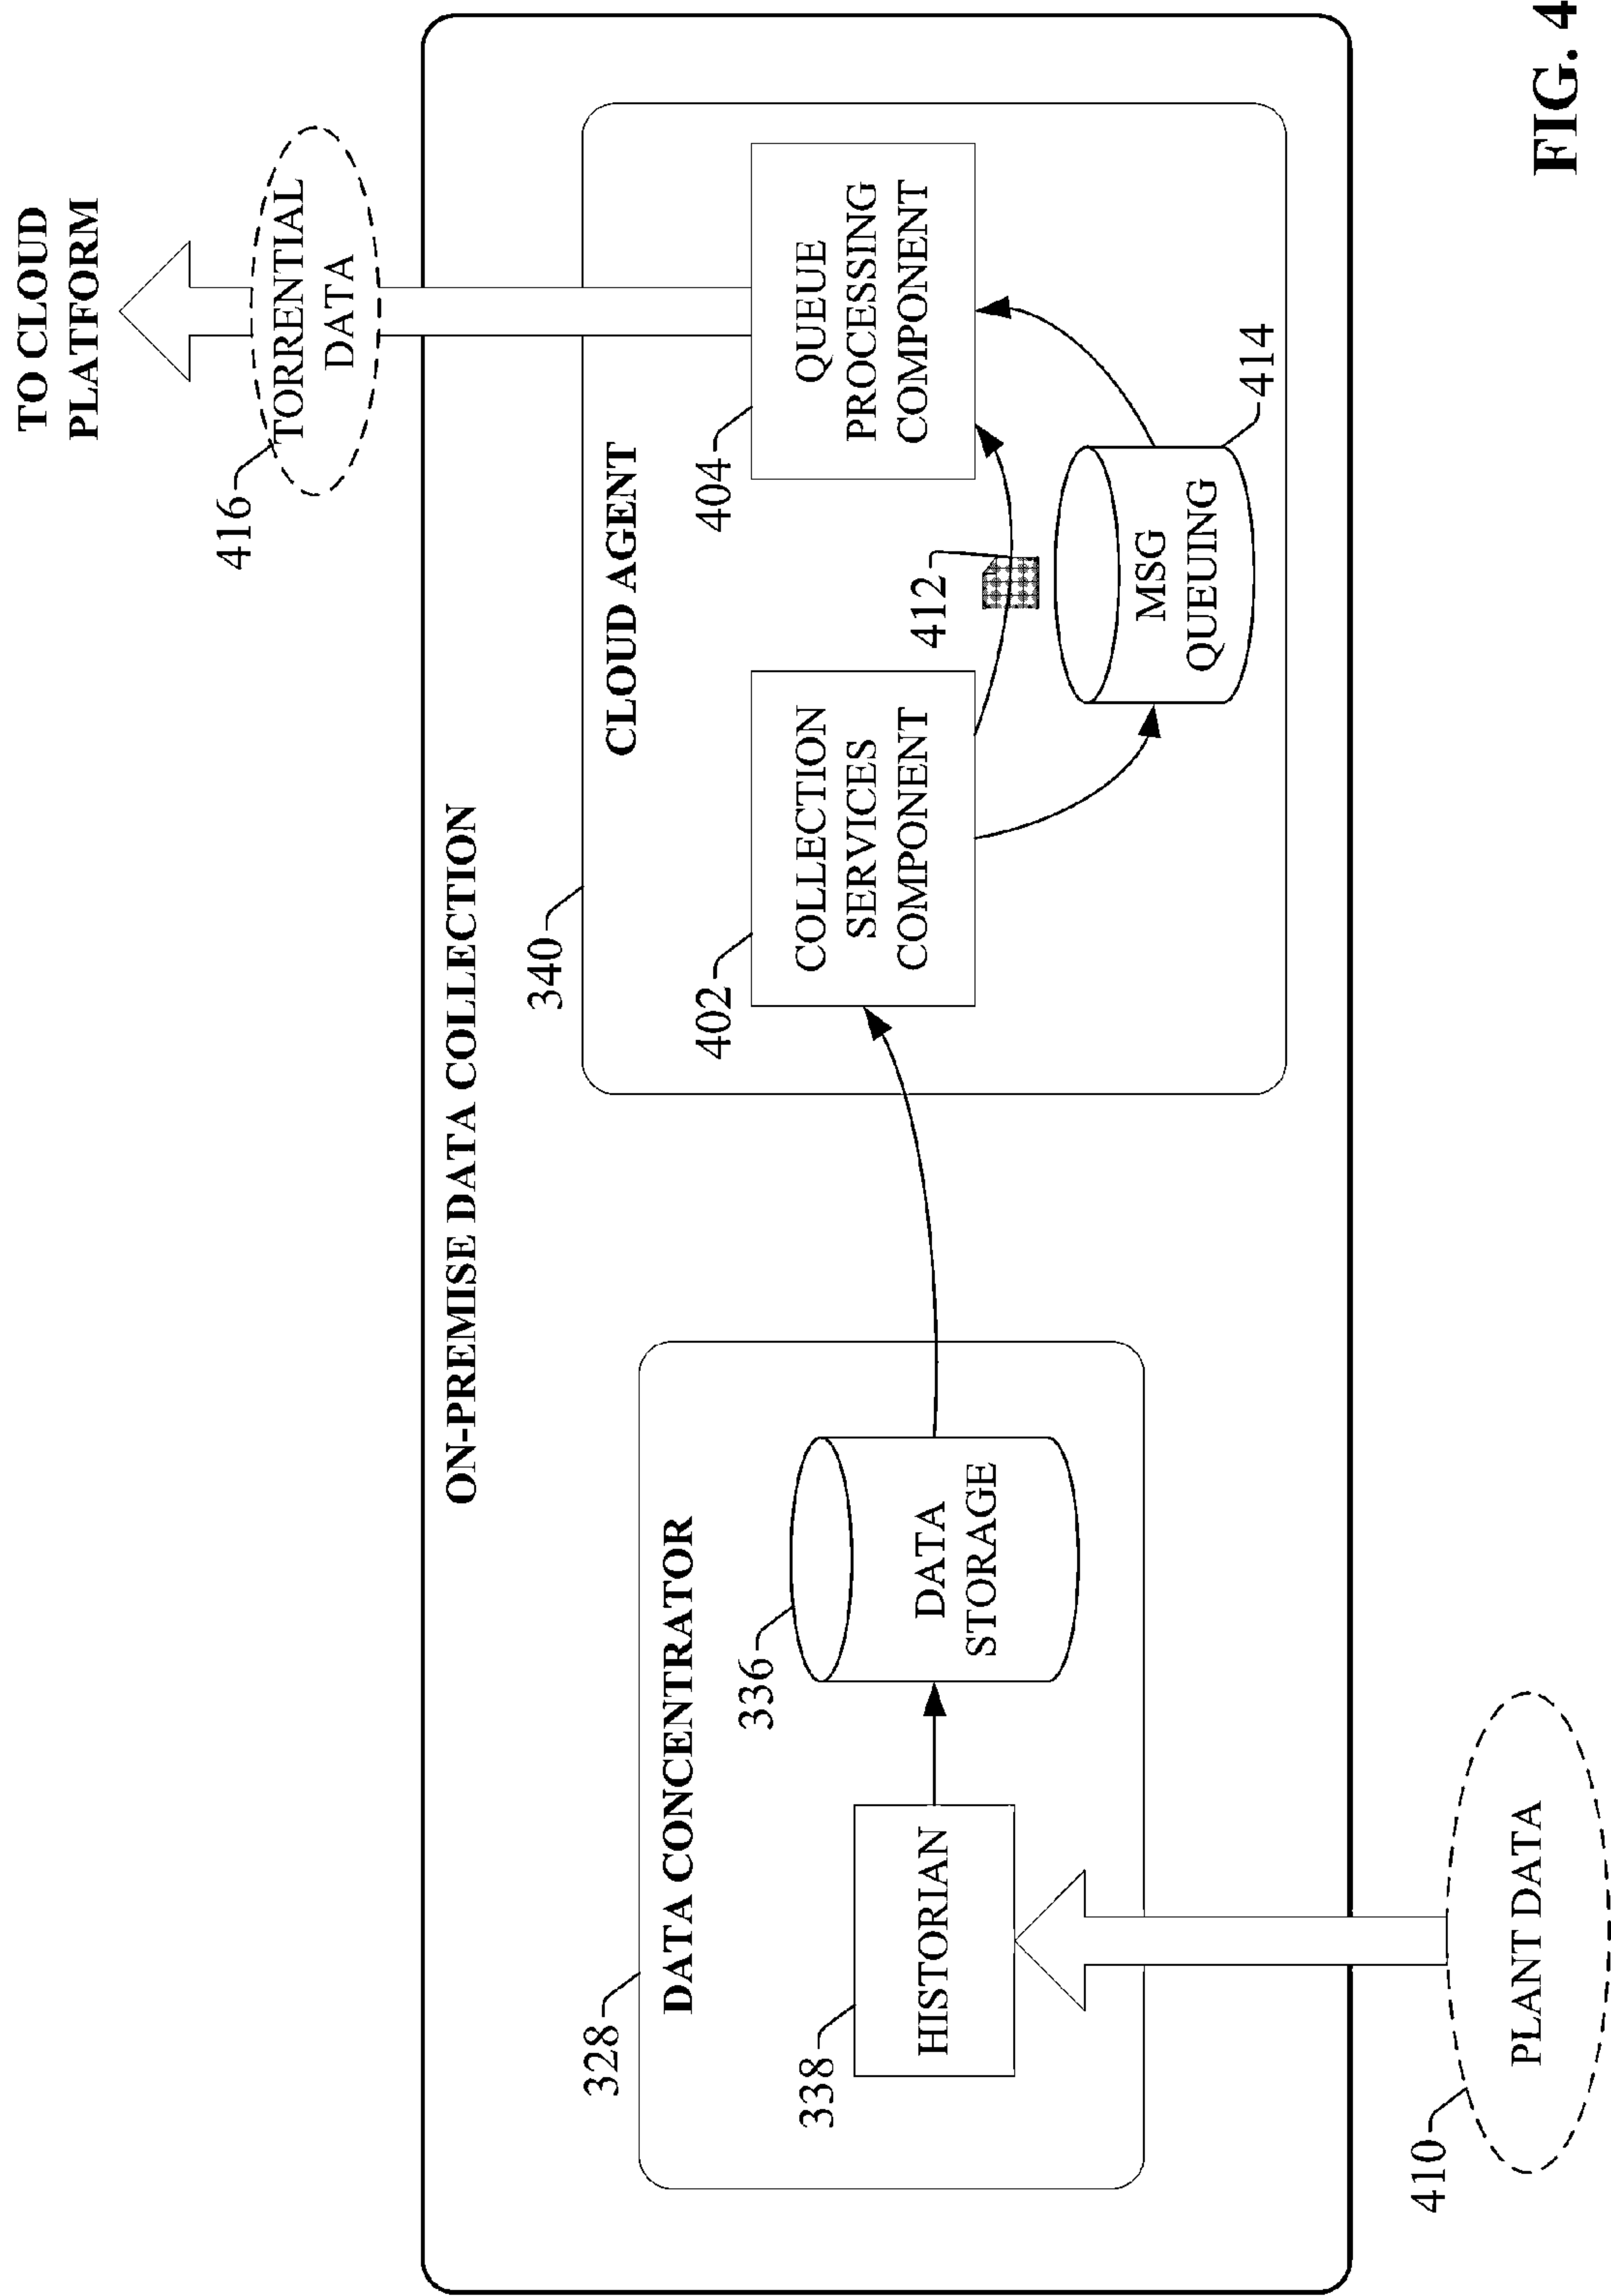 TO CLOUD
PLATFORM
416
TORRENTIAL
DATA
ON-PREMISE DATA COLLECTION
328
DATA CONCENTRATOR
338
HISTORIAN
336
DATA
STORAGE
340
CLOUD AGENT
402
COLLECTION
SERVICES
COMPONENT
404
QUEUE
PROCESSING
COMPONENT
412
MSG
QUEUING
414
410
PLANT DATA
FIG. 4